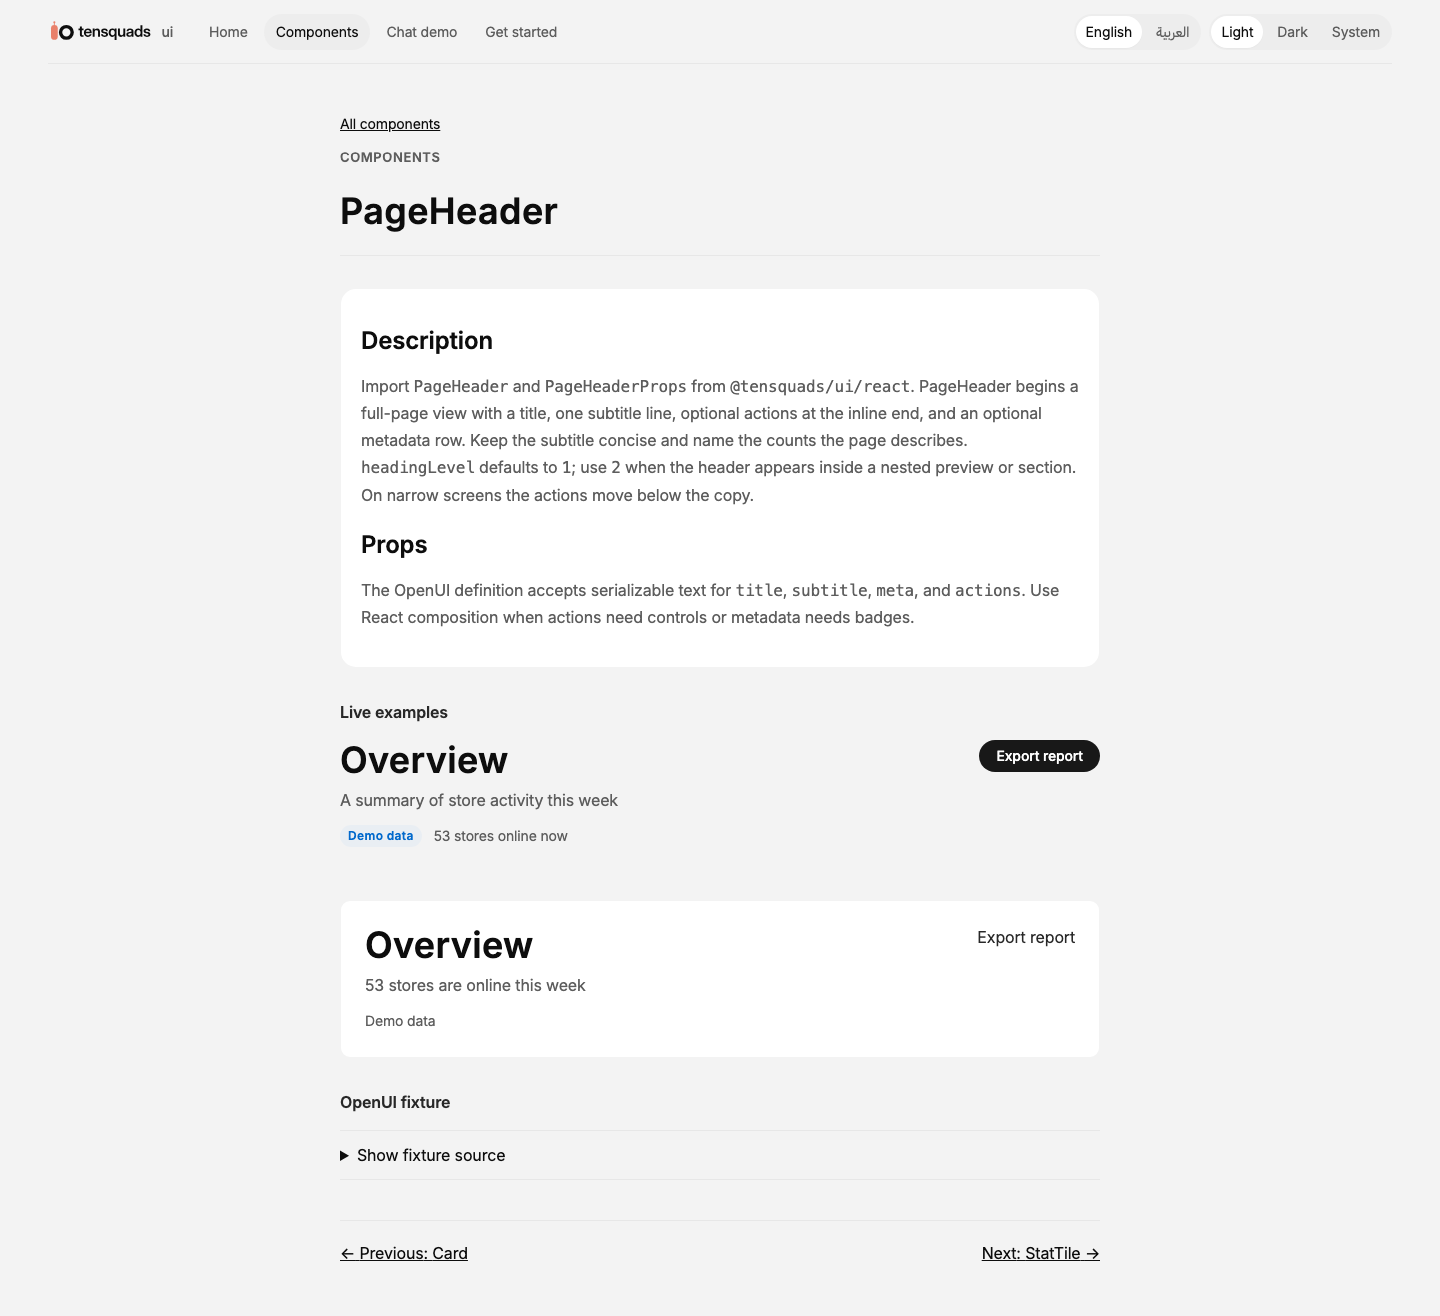 tensquads ui Home Components Chat demo Get started English العربية Light Dark System
All components
COMPONENTS
PageHeader
Description
Import PageHeader and PageHeaderProps from @tensquads/ui/react. PageHeader begins a
full-page view with a title, one subtitle line, optional actions at the inline end, and an optional
metadata row. Keep the subtitle concise and name the counts the page describes.
headingLevel defaults to 1; use 2 when the header appears inside a nested preview or section.
On narrow screens the actions move below the copy.
Props
The OpenUI definition accepts serializable text for title, subtitle, meta, and actions. Use
React composition when actions need controls or metadata needs badges.
Live examples
Overview Export report
A summary of store activity this week
Demo data 53 stores online now
Overview Export report
53 stores are online this week
Demo data
OpenUI fixture
Show fixture source
← Previous: Card Next: StatTile →